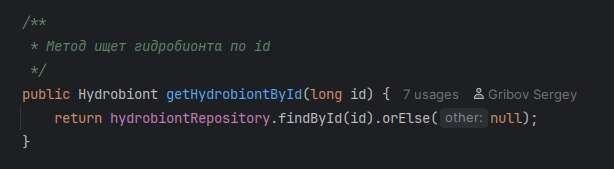 /**
 * Метод ищет гидробионта по id
 */
public Hydrobiont getHydrobiontById(long id) { 7 usages Gribov Sergey
    return hydrobiontRepository.findById(id).orElse( other: null);
}